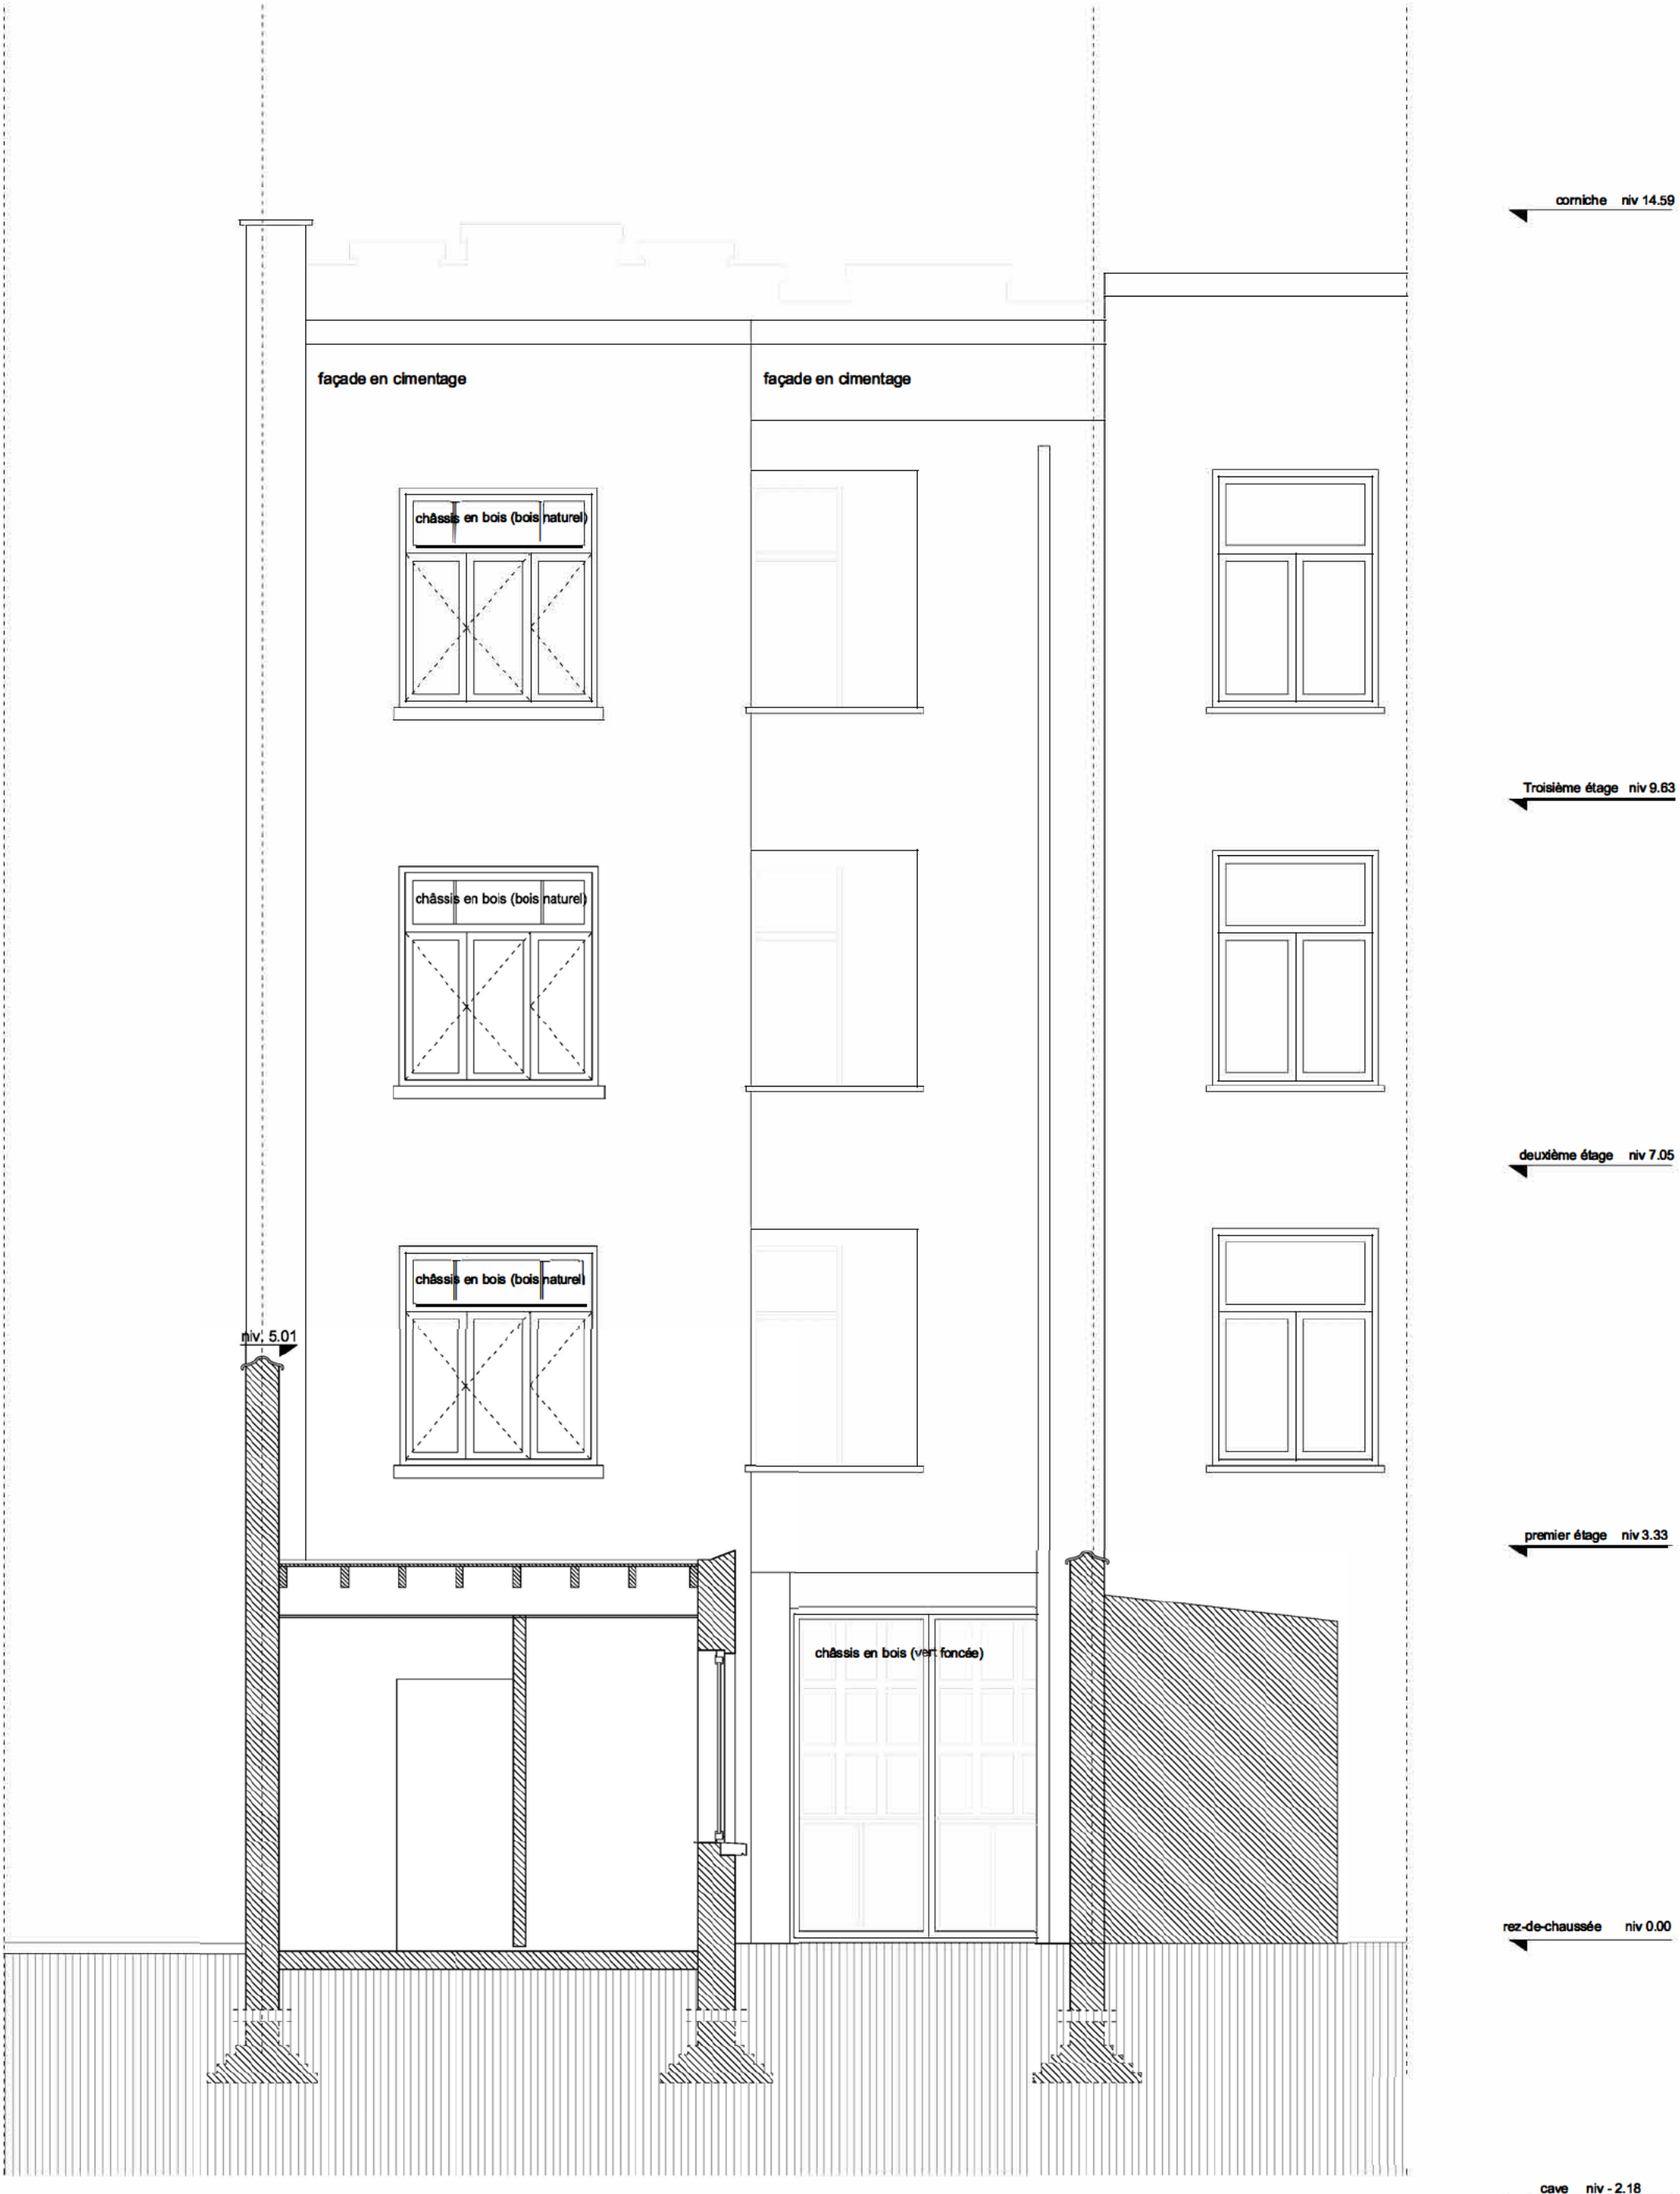 corniche niv 14.59
façade en cimentage
façade en cimentage
châssis en bois (bois naturel)
Troisième étage niv 9.63
châssis en bois (bois naturel)
deuxième étage niv 7.05
châssis en bois (bois naturel)
niv. 5.01
premier étage niv 3.33
châssis en bois (vert foncée)
rez-de-chaussée niv 0.00
cave niv - 2.18